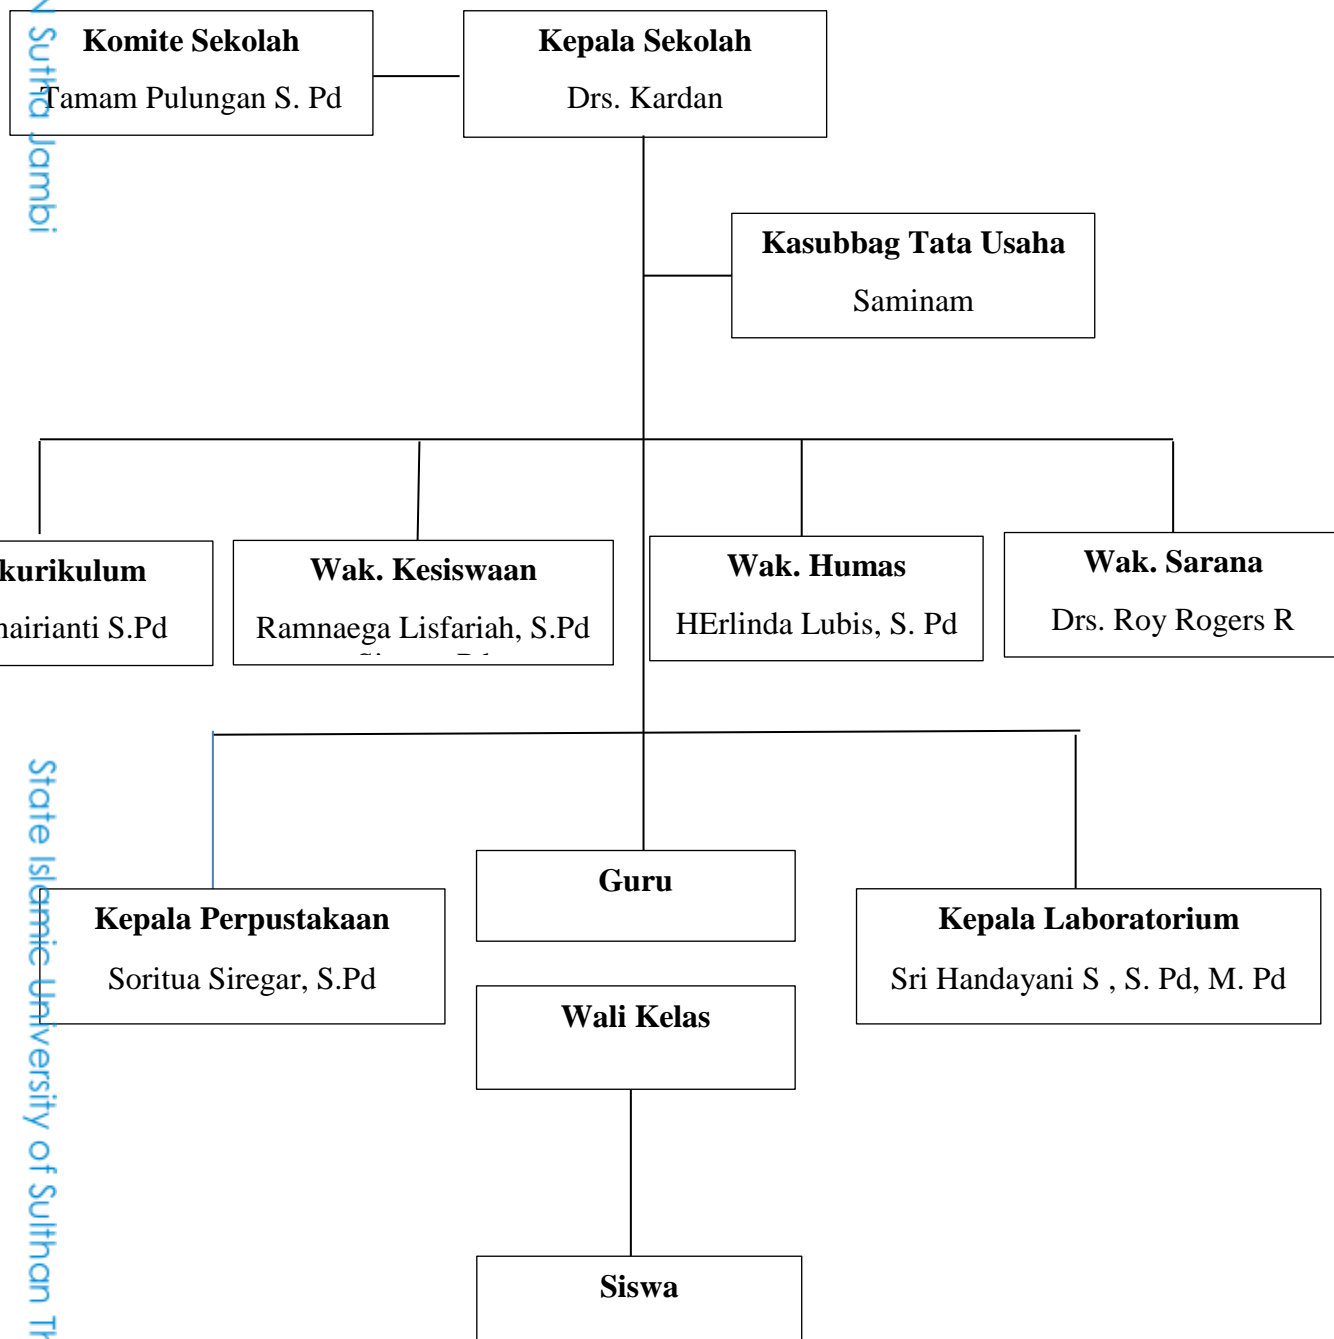 Komite Sekolah
Tamam Pulungan S. Pd
Kepala Sekolah
Drs. Kardan
Kasubbag Tata Usaha
Saminam
kurikulum
S.Pd
Wak. Kesiswaan
Ramnaega Lisfariah, S.Pd
Wak. Humas
HErlinda Lubis, S. Pd
Wak. Sarana
Drs. Roy Rogers R
Guru
Kepala Perpustakaan
Soritua Siregar, S.Pd
Kepala Laboratorium
Sri Handayani S , S. Pd, M. Pd
Wali Kelas
Siswa
Sutha Jambi
State Islamic University of Sulthan